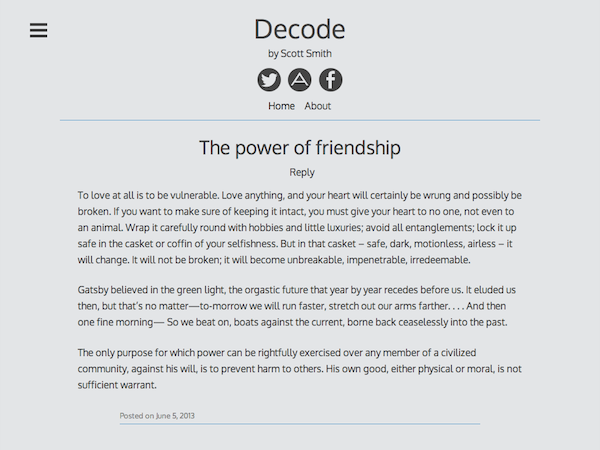 Decode
by Scott Smith
Home About
The power of friendship
Reply
To love at all is to be vulnerable. Love anything, and your heart will certainly be wrung and possibly be
broken. If you want to make sure of keeping it intact, you must give your heart to no one, not even to
an animal. Wrap it carefully round with hobbies and little luxuries; avoid all entanglements; lock it up
safe in the casket or coffin of your selfishness. But in that casket – safe, dark, motionless, airless – it
will change. It will not be broken; it will become unbreakable, impenetrable, irredeemable.
Gatsby believed in the green light, the orgastic future that year by year recedes before us. It eluded us
then, but that's no matter—to-morrow we will run faster, stretch out our arms farther. . . . And then
one fine morning— So we beat on, boats against the current, borne back ceaselessly into the past.
The only purpose for which power can be rightfully exercised over any member of a civilized
community, against his will, is to prevent harm to others. His own good, either physical or moral, is not
sufficient warrant.
Posted on June 5, 2013